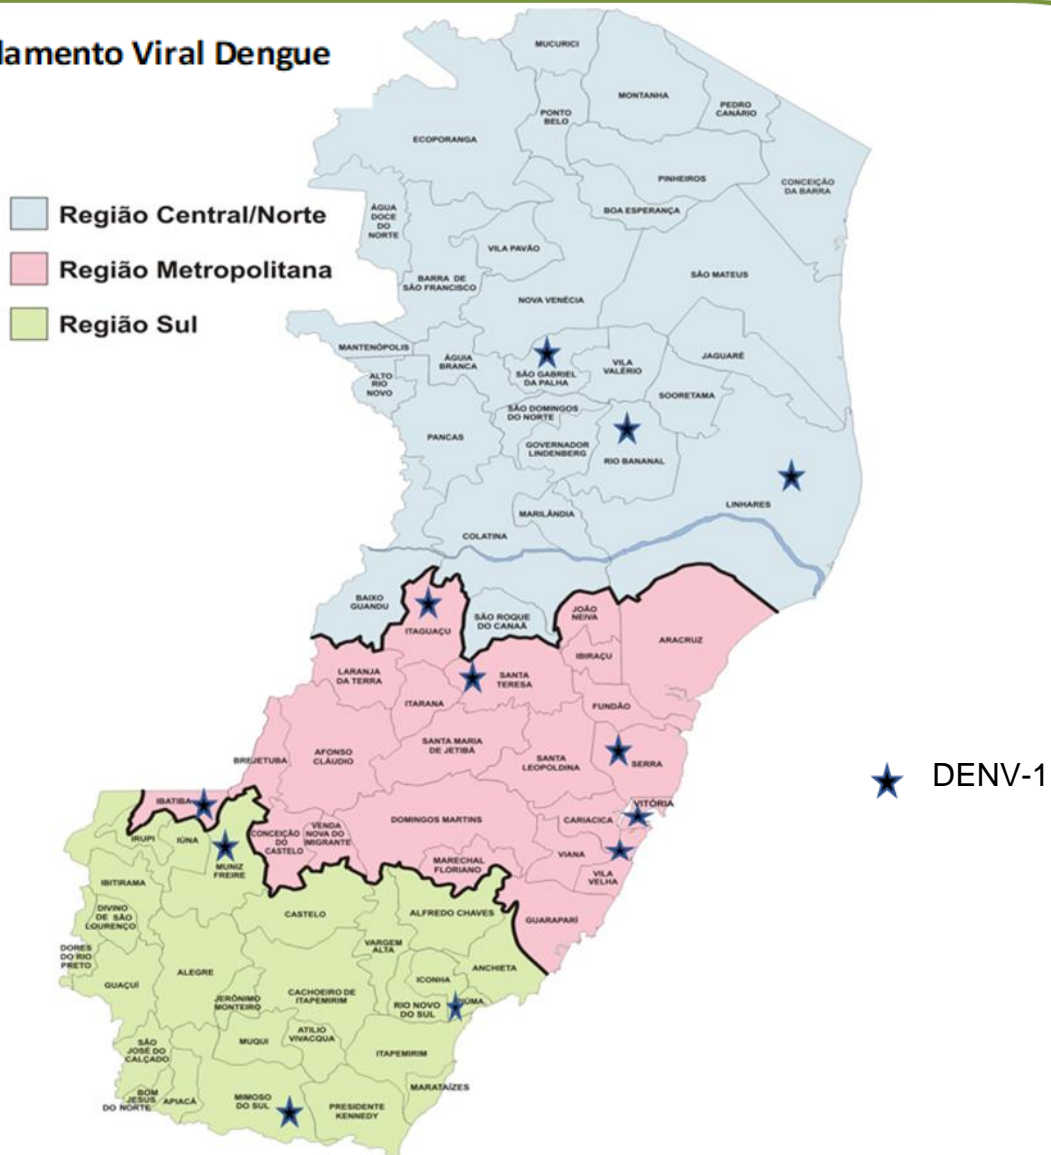 lamento Viral Dengue
MUCURICI
MONTANHA
PEDRO
CANÁRIO
PONTO
BELO
ECOPORANGA
PINHEIROS
CONCEIÇÃO
DA BARRA
Região Central/Norte
ÁGUA
DOCE
DO
NORTE
BOA ESPERANÇA
VILA PAVÃO
Região Metropolitana
BARRA DE
SÃO FRANCISCO
SÃO MATEUS
NOVA VENÉCIA
Região Sul
MANTENÓPOLIS
ÁGUIA
BRANCA
VILA
VALÉRIO
JAGUARÉ
ALTO
RIO
NOVO
SÃO GABRIEL
DA PALHA
SOORETAMA
SÃO DOMINGOS
DO NORTE
PANCAS
GOVERNADOR
LINDENBERG
RIO BANANAL
LINHARES
MARILÂNDIA
COLATINA
BAIXO
GUANDU
ITAGUAÇU
SÃO ROQUE
DO CANAÃ
JOÃO
NEIVA
ARACRUZ
IBIRAÇU
LARANJA
DA TERRA
SANTA
TERESA
ITARANA
FUNDÃO
SANTA MARIA
DE JETIBÁ
AFONSO
CLÁUDIO
BREJETUBA
SANTA
LEOPOLDINA
SERRA
DENV-1
IBATIBA
VITÓRIA
DOMINGOS MARTINS
CARIACICA
IRUPI
IÚNA
CONCEIÇÃO
DO
CASTELO
VENDA
NOVA DO
IMIGRANTE
VIANA
MARECHAL
FLORIANO
MUNIZ
FREIRE
VILA
VELHA
IBITIRAMA
DIVINO
DE SÃO
LOURENÇO
CASTELO
ALFREDO CHAVES
GUARAPARÍ
DORES
DO RIO
PRETO
VARGEM
ALTA
ANCHIETA
ALEGRE
ICONHA
GUAÇUÍ
JERÔNIMO
MONTEIRO
CACHOEIRO DE
ITAPEMIRIM
RIO NOVO
DO SUL
ÚMA
SÃO
JOSÉ DO
CALÇADO
MUQUI
ATILIO
VIVACQUA
ITAPEMIRIM
MARATAÍZES
BOM
JESUS
DO NORTE
APIACÁ
MIMOSO
DO SUL
PRESIDENTE
KENNEDY